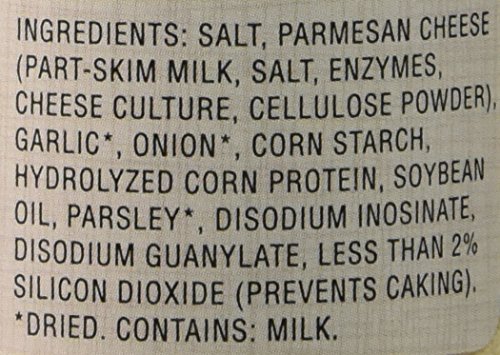 INGREDIENTS: SALT, PARMESAN CHEESE
(PART-SKIM MILK, SALT, ENZYMES,
CHEESE CULTURE, CELLULOSE POWDER),
GARLIC*, ONION*, CORN STARCH,
HYDROLYZED CORN PROTEIN, SOYBEAN
OIL, PARSLEY*, DISODIUM INOSINATE,
DISODIUM GUANYLATE, LESS THAN 2%
SILICON DIOXIDE (PREVENTS CAKING).
*DRIED. CONTAINS: MILK.